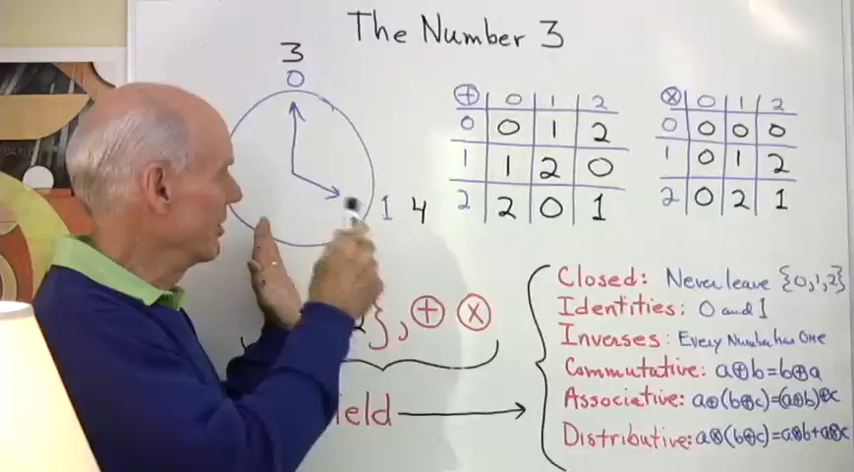 The Number 3
3
0
1 4
⊕ 0 1 2
0 0 1 2
1 1 2 0
2 2 0 1
⊗ 0 1 2
0 0 0 0
1 0 1 2
2 0 2 1
}, ⊕ ⊗
ield
Closed: Never leave {0,1,2}
Identities: 0 and 1
Inverses: Every Number has One
Commutative: a⊕b=b⊕a
Associative: a⊕(b⊕c)=(a⊕b)⊕c
Distributive: a⊗(b⊕c)=a⊗b+a⊗c